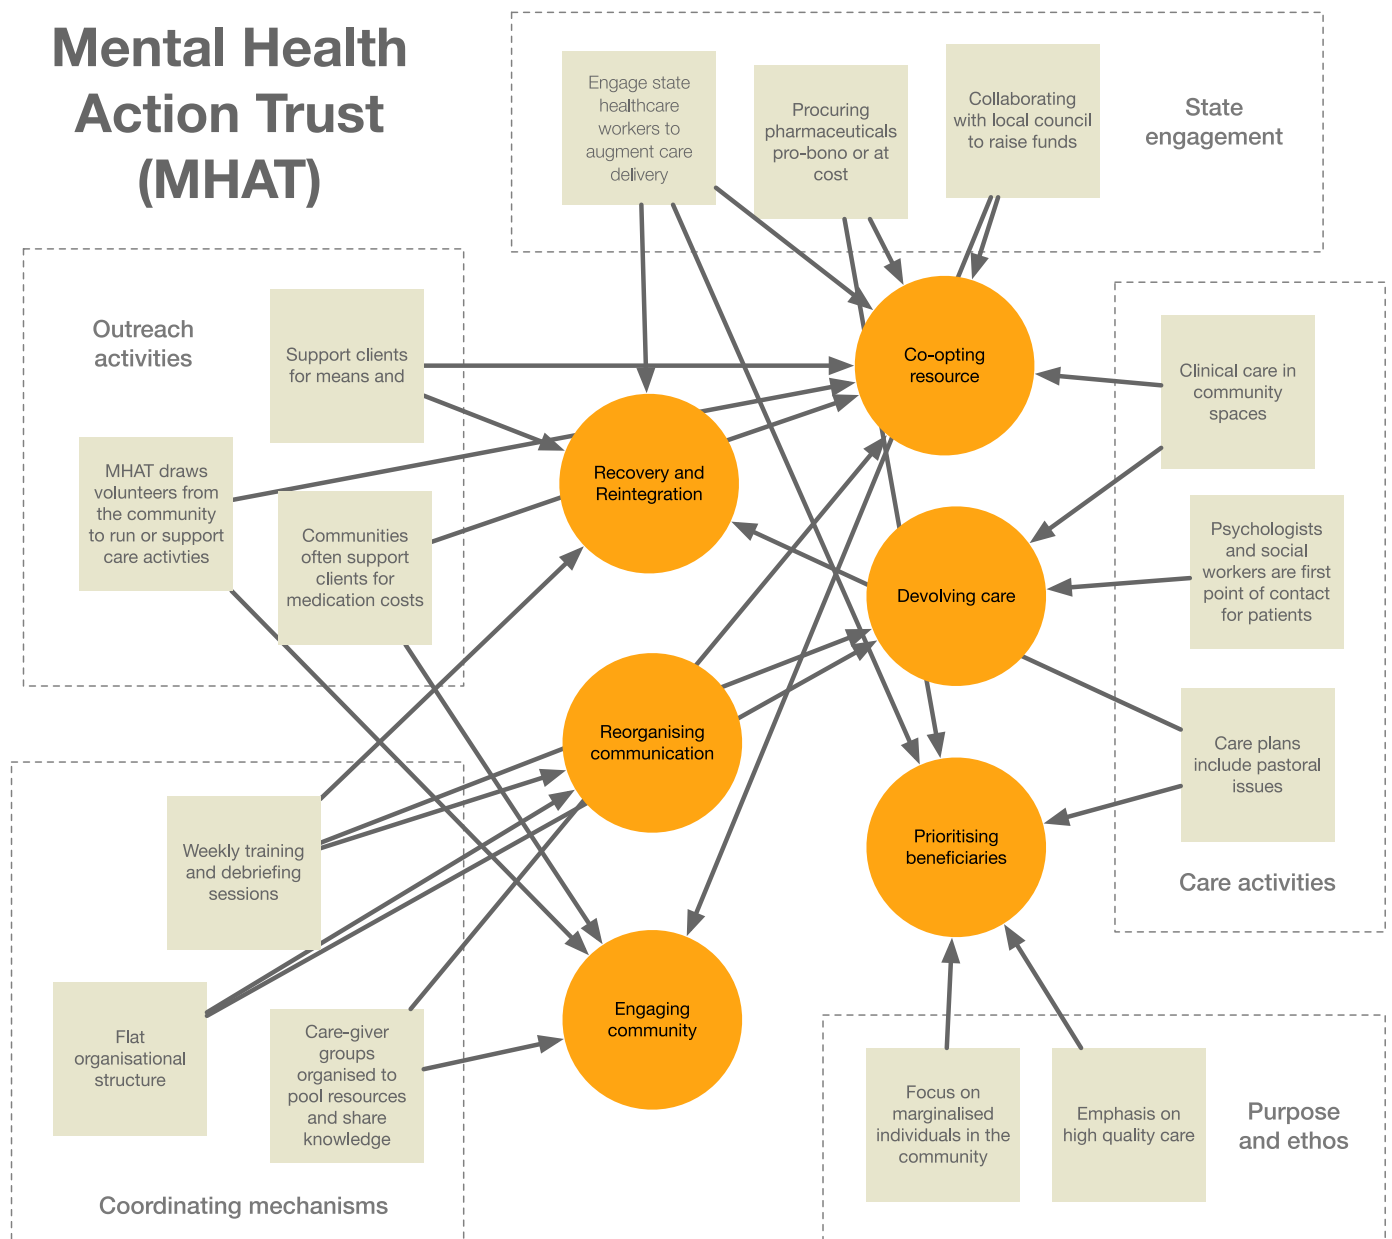 Mental Health
Action Trust
(MHAT)
Engage state
healthcare
workers to
augment care
delivery
Procuring
pharmaceuticals
pro-bono or at
cost
Collaborating
with local council
to raise funds
State
engagement
Outreach
activities
Support clients
for means and
MHAT draws
volunteers from
the community
to run or support
care activties
Communities
often support
clients for
medication costs
Co-opting
resource
Recovery and
Reintegration
Devolving care
Reorganising
communication
Prioritising
beneficiaries
Engaging
community
Clinical care in
community
spaces
Psychologists
and social
workers are first
point of contact
for patients
Care plans
include pastoral
issues
Care activities
Weekly training
and debriefing
sessions
Flat
organisational
structure
Care-giver
groups
organised to
pool resources
and share
knowledge
Coordinating mechanisms
Focus on
marginalised
individuals in the
community
Emphasis on
high quality care
Purpose
and ethos